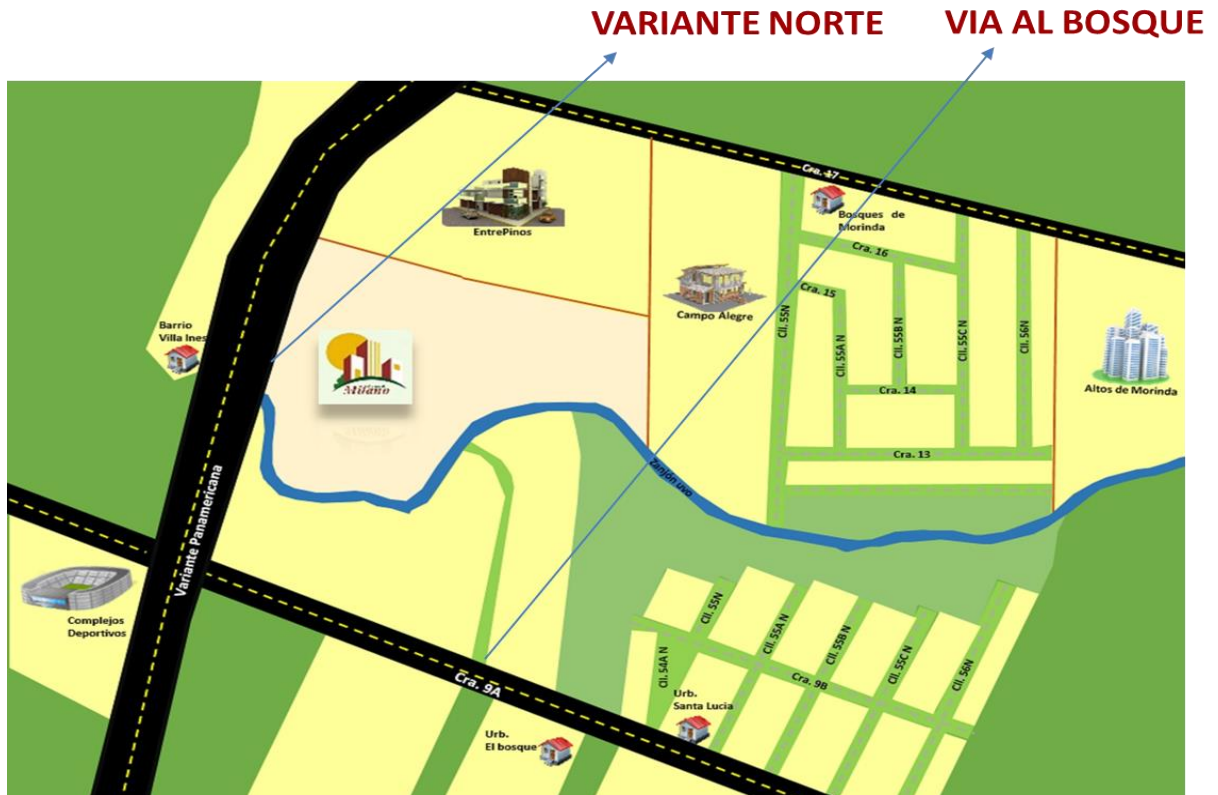 VARIANTE NORTE
VIA AL BOSQUE
Cra. 17
Bosques de
Morinda
EntrePinos
Cra. 16
Cra. 15
Campo Alegre
Cll. 55N
Cll. 55A N
Cll. 55B N
Cll. 55C N
Cll. 56N
Barrio
Villa Ines
Milano
Cra. 14
Altos de Morinda
Cra. 13
Zanjón uvo
Variante Panamericana
Complejos
Deportivos
Cll. 55N
Cll. 55A N
Cll. 55B N
Cll. 55C N
Cll. 56N
Cll. 54A N
Cra. 9B
Cra. 9A
Urb.
Santa Lucia
Urb.
El bosque